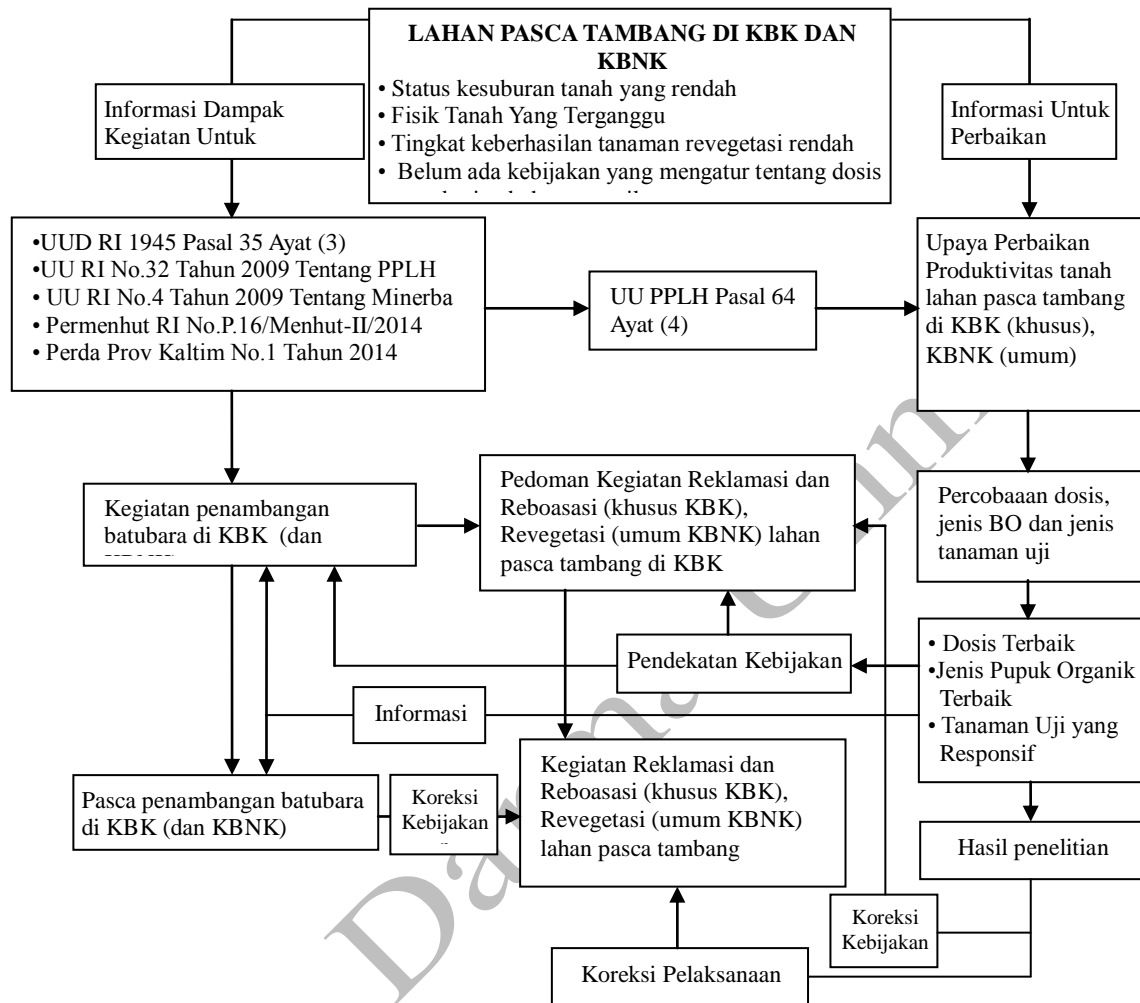 LAHAN PASCA TAMBANG DI KBK DAN
KBNK
• Status kesuburan tanah yang rendah
• Fisik Tanah Yang Terganggu
• Tingkat keberhasilan tanaman revegetasi rendah
• Belum ada kebijakan yang mengatur tentang dosis
Informasi Dampak
Kegiatan Untuk
Informasi Untuk
Perbaikan
•UUD RI 1945 Pasal 35 Ayat (3)
•UU RI No.32 Tahun 2009 Tentang PPLH
• UU RI No.4 Tahun 2009 Tentang Minerba
• Permenhut RI No.P.16/Menhut-II/2014
• Perda Prov Kaltim No.1 Tahun 2014
UU PPLH Pasal 64
Ayat (4)
Upaya Perbaikan
Produktivitas tanah
lahan pasca tambang
di KBK (khusus),
KBNK (umum)
Kegiatan penambangan
batubara di KBK (dan
Pedoman Kegiatan Reklamasi dan
Reboasasi (khusus KBK),
Revegetasi (umum KBNK) lahan
pasca tambang di KBK
Percobaaan dosis,
jenis BO dan jenis
tanaman uji
Pendekatan Kebijakan
• Dosis Terbaik
•Jenis Pupuk Organik
Terbaik
• Tanaman Uji yang
Responsif
Informasi
Pasca penambangan batubara
di KBK (dan KBNK)
Koreksi
Kebijakan
Kegiatan Reklamasi dan
Reboasasi (khusus KBK),
Revegetasi (umum KBNK)
lahan pasca tambang
Hasil penelitian
Koreksi
Kebijakan
Koreksi Pelaksanaan